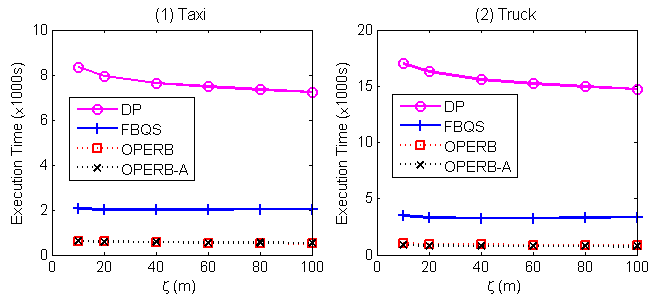 (1) Taxi
Execution Time (x1000s)
10
8
6
4
2
0
DP
FBQS
OPERB
OPERB-A
0 20 40 60 80 100
ζ (m)
(2) Truck
Execution Time (x1000s)
20
15
10
5
0
DP
FBQS
OPERB
OPERB-A
0 20 40 60 80 100
ζ (m)